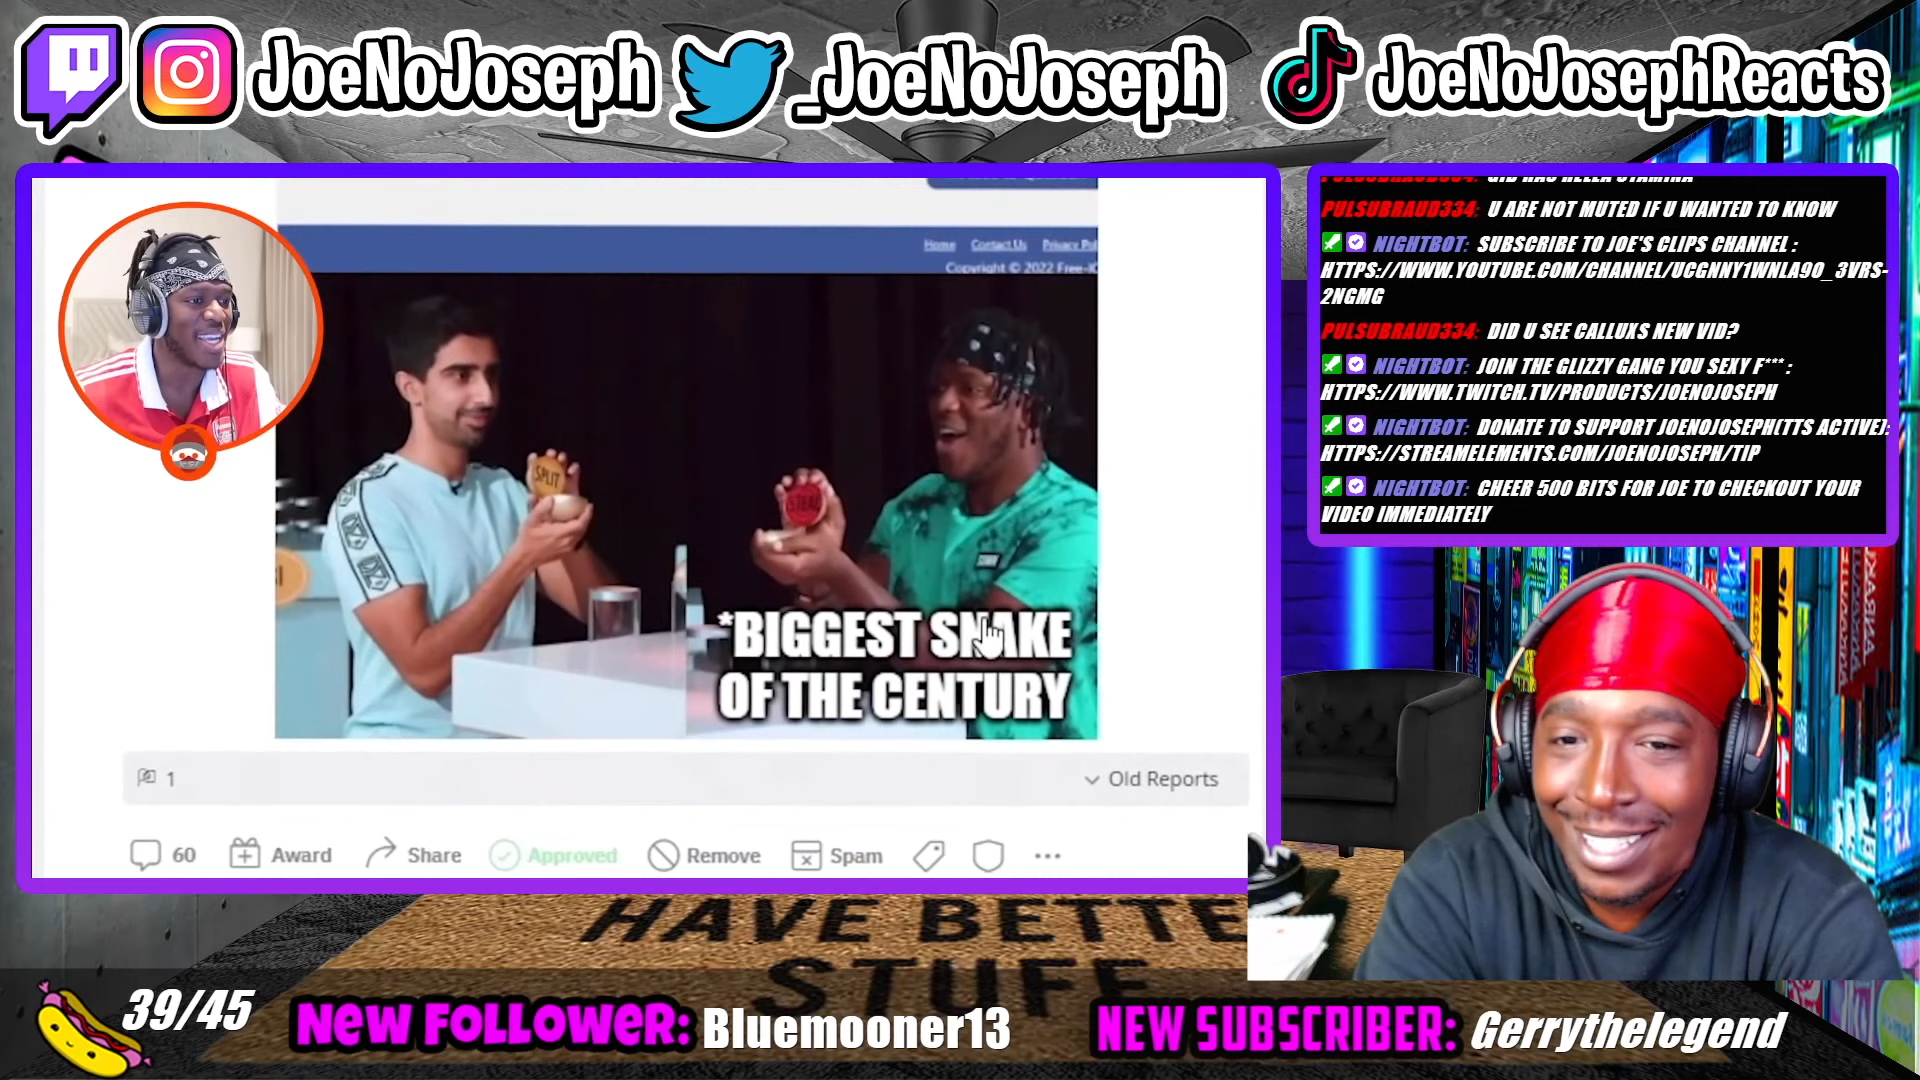 JoeNoJoseph
_JoeNoJoseph
JoeNoJosephReacts
Home Contact Us
Copyright © 2022
SPLIT
STEAL
*BIGGEST SNAKE
OF THE CENTURY
1
Old Reports
60
Award
Share
Approved
Remove
Spam
PULSUBRAUD334: U ARE NOT MUTED IF U WANTED TO KNOW
NIGHTBOT: SUBSCRIBE TO JOE'S CLIPS CHANNEL :
HTTPS://WWW.YOUTUBE.COM/CHANNEL/UCGNNY1WNLA9O_3VRS-
2NGMG
PULSUBRAUD334: DID U SEE CALLUXS NEW VID?
NIGHTBOT: JOIN THE GLIZZY GANG YOU SEXY F*** :
HTTPS://WWW.TWITCH.TV/PRODUCTS/JOENOJOSEPH
NIGHTBOT: DONATE TO SUPPORT JOENOJOSEPH(TTS ACTIVE):
HTTPS://STREAMELEMENTS.COM/JOENOJOSEPH/TIP
NIGHTBOT: CHEER 500 BITS FOR JOE TO CHECKOUT YOUR
VIDEO IMMEDIATELY
HAVE BETTE
STUFF
39/45
NEW FOLLOWER: Bluemooner13
NEW SUBSCRIBER: Gerrythelegend